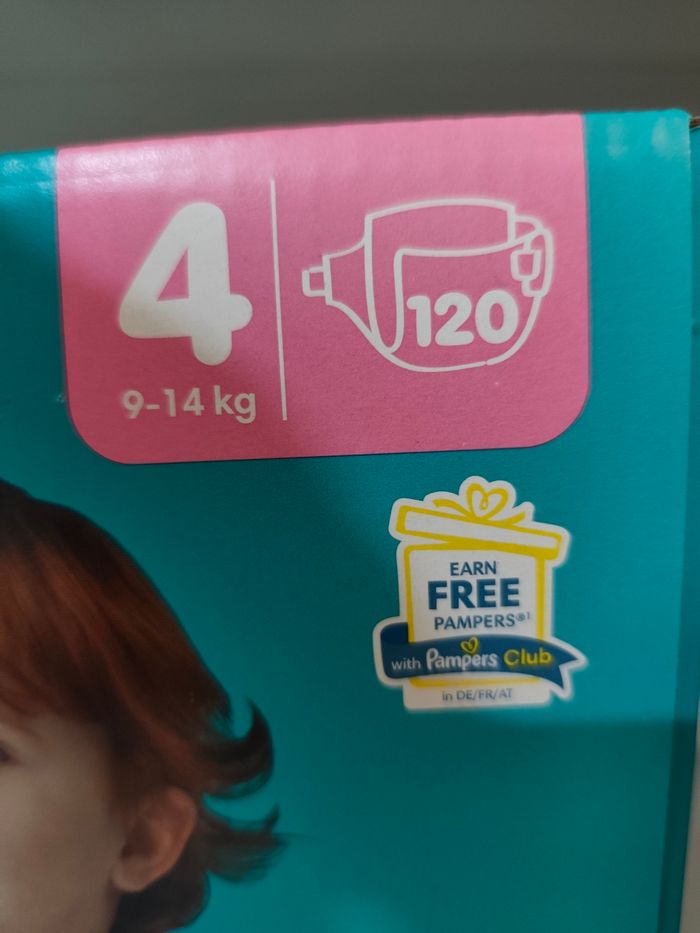 4
9-14 kg
120
EARN
FREE
PAMPERS®¹
with Pampers Club
in DE/FR/AT